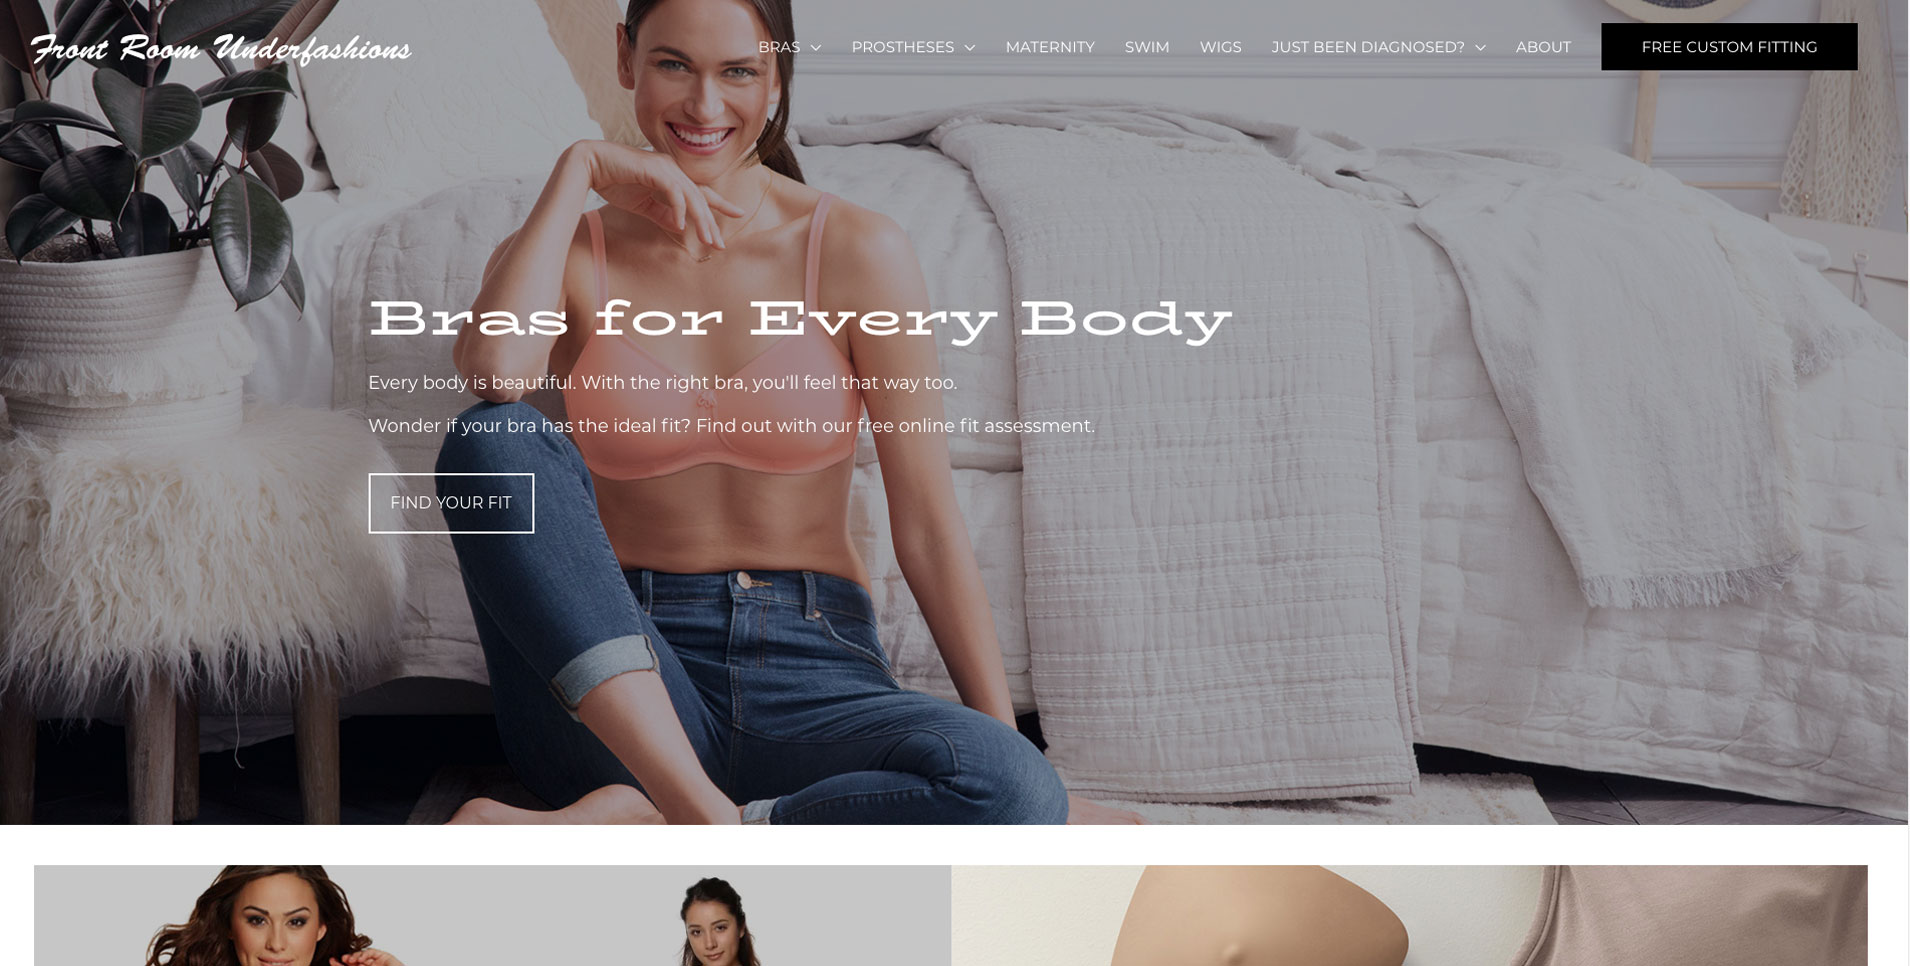 Front Room Underfashions
BRAS
PROSTHESES
MATERNITY
SWIM
WIGS
JUST BEEN DIAGNOSED?
ABOUT
FREE CUSTOM FITTING
Bras for Every Body
Every body is beautiful. With the right bra, you'll feel that way too.
Wonder if your bra has the ideal fit? Find out with our free online fit assessment.
FIND YOUR FIT